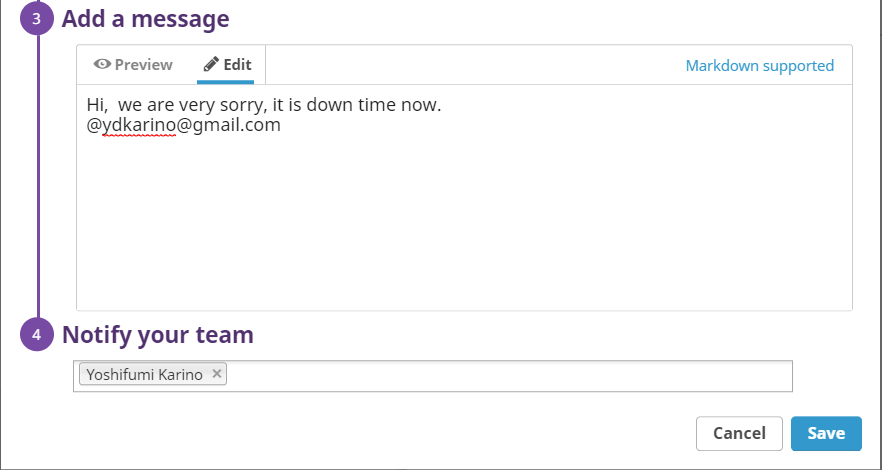 3 Add a message
Preview Edit Markdown supported
Hi,  we are very sorry, it is down time now.
@ydkarino@gmail.com
4 Notify your team
Yoshifumi Karino ×
Cancel Save